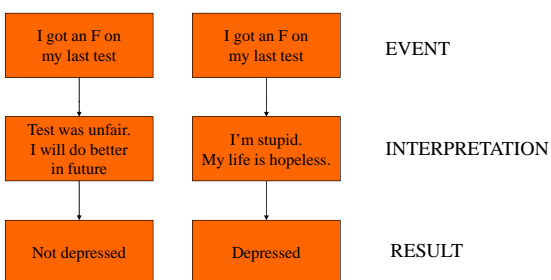 I got an F on
my last test
I got an F on
my last test
EVENT
Test was unfair.
I will do better
in future
I'm stupid.
My life is hopeless.
INTERPRETATION
Not depressed
Depressed
RESULT